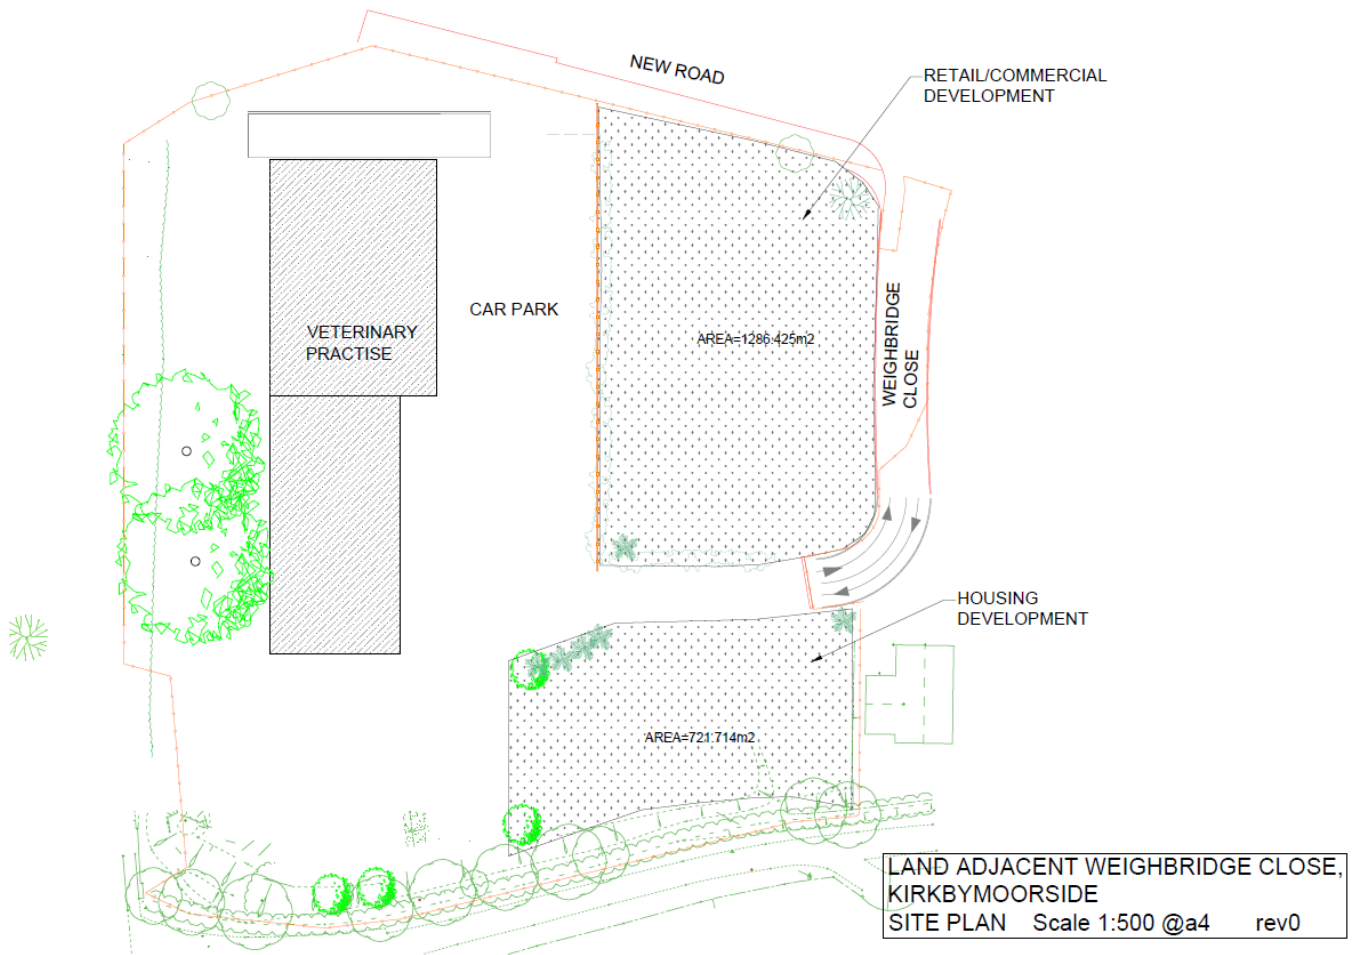 NEW ROAD
RETAIL/COMMERCIAL
DEVELOPMENT
CAR PARK
VETERINARY
PRACTISE
AREA=1286.425m2
WEIGHBRIDGE
CLOSE
HOUSING
DEVELOPMENT
AREA=721.714m2
LAND ADJACENT WEIGHBRIDGE CLOSE,
KIRKBYMOORSIDE
SITE PLAN Scale 1:500 @a4 rev0